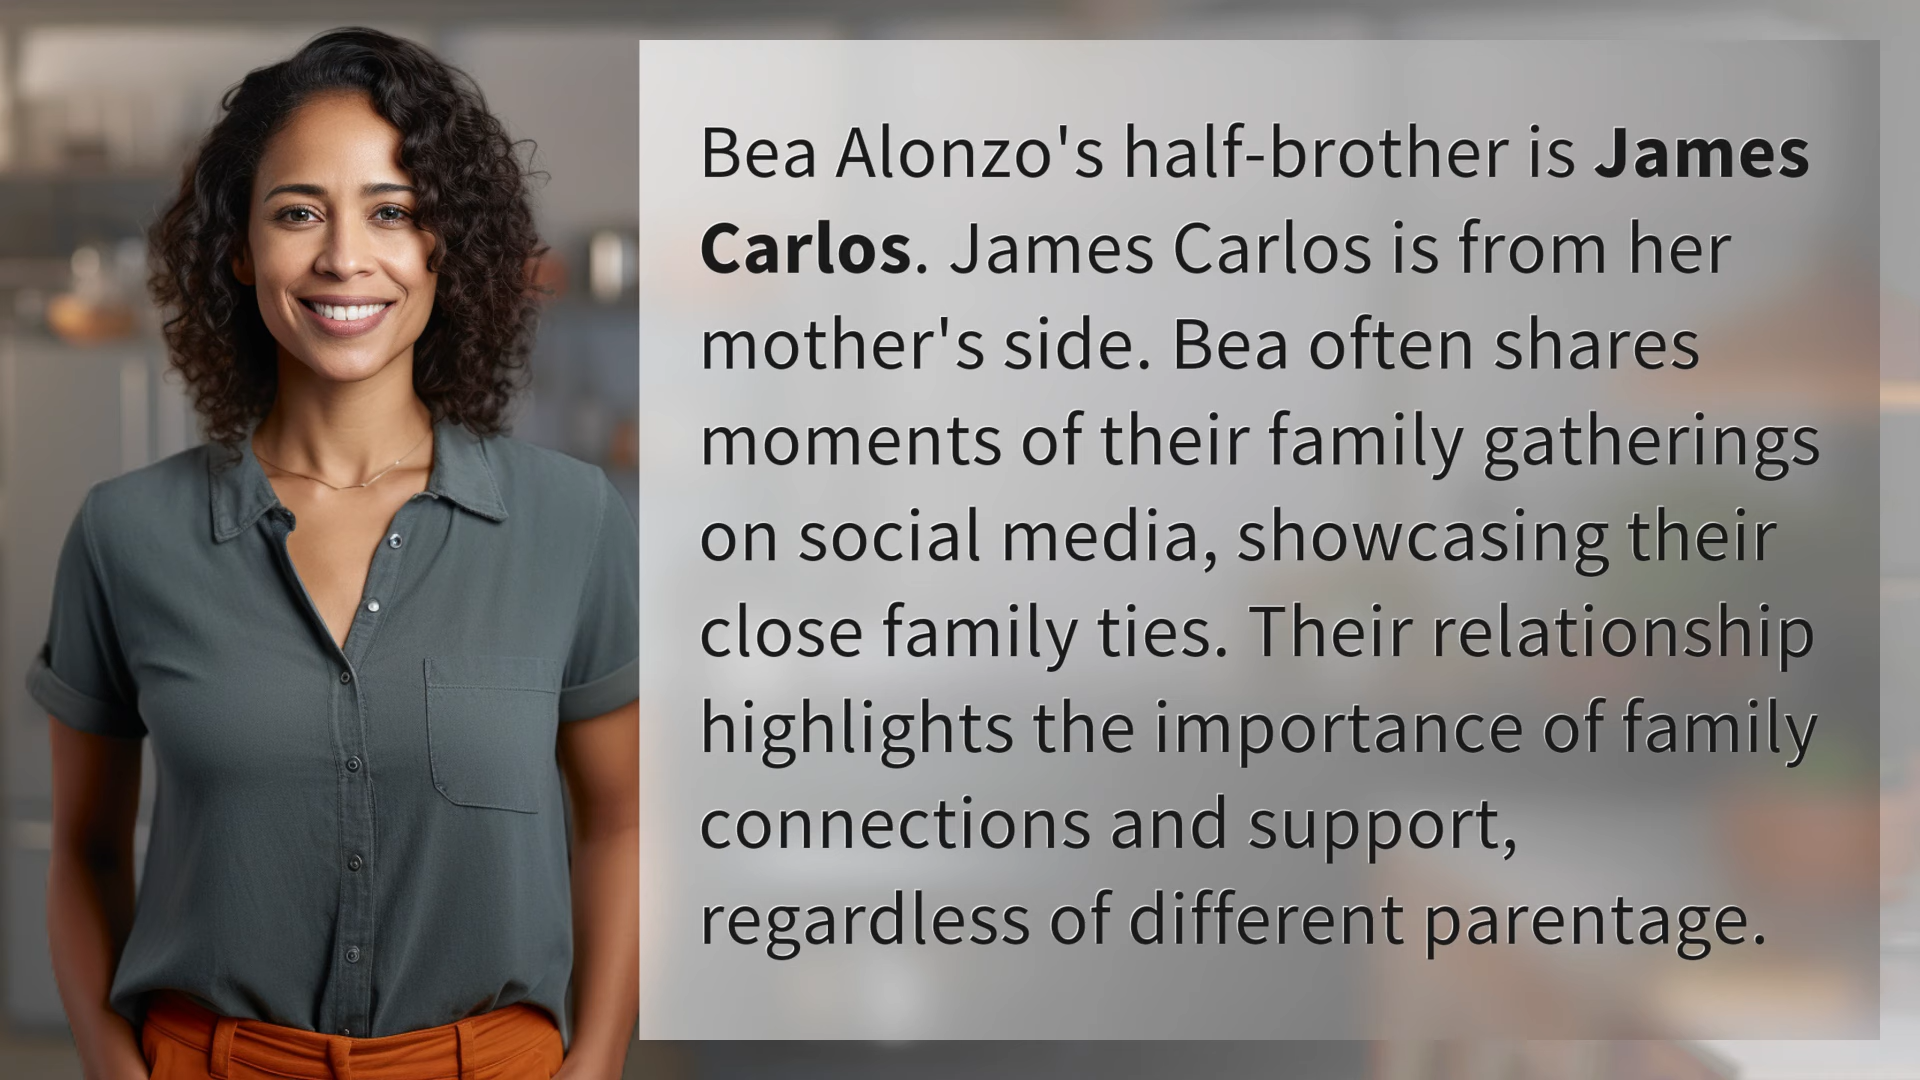 Bea Alonzo's half-brother is James
Carlos. James Carlos is from her
mother's side. Bea often shares
moments of their family gatherings
on social media, showcasing their
close family ties. Their relationship
highlights the importance of family
connections and support,
regardless of different parentage.